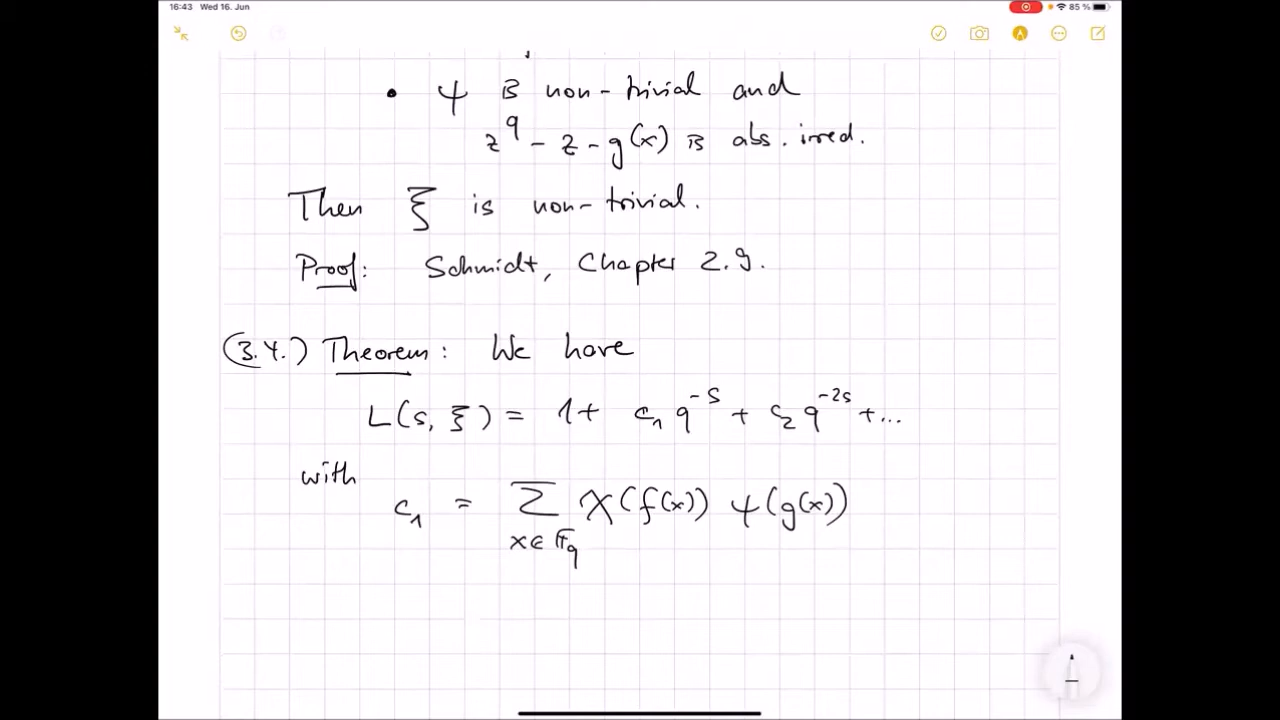 16:43 Wed 16. Jun 85 %
• ψ is non-trivial and
z^q - z - g(x) is abs. irred.
Then ξ is non-trivial.
Proof: Schmidt, Chapter 2.9.
(3.4.) Theorem: We have
L(s, ξ) = 1 + c_1 q^{-s} + c_2 q^{-2s} + ...
with
c_1 = Σ_{x∈𝔽_q} χ(f(x)) ψ(g(x))